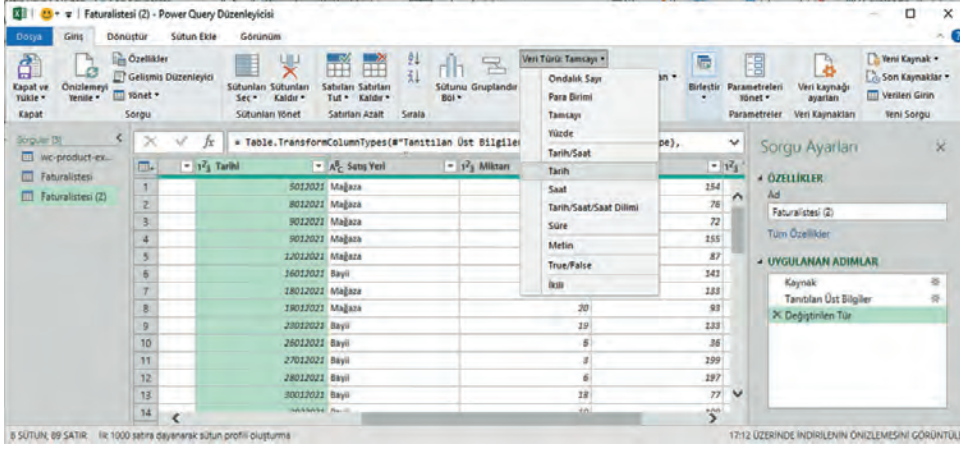 Faturalistesi (2) - Power Query Düzenleyicisi
Dosya Giriş Dönüştür Sütun Ekle Görünüm
Kapat ve Yükle
Kapat
Önizlemeyi Yenile
Özellikler
Gelişmiş Düzenleyici
Yönet
Sorgu
Sütunları Seç
Sütunları Kaldır
Sütunları Yönet
Satırları Tut
Satırları Kaldır
Satırları Azalt
Sırala
Sütunu Böl
Gruplandır
Veri Türü: Tamsayı
Ondalık Sayı
Para Birimi
Tamsayı
Yüzde
Tarih/Saat
Tarih
Saat
Tarih/Saat/Saat Dilimi
Süre
Metin
True/False
İkili
Birleştir
Parametreleri Yönet
Parametreler
Veri kaynağı ayarları
Veri Kaynakları
Yeni Kaynak
Son Kaynaklar
Verileri Girin
Yeni Sorgu
Sorgular [3]
wc-product-ex...
Faturalistesi
Faturalistesi (2)
fx = Table.TransformColumnTypes(#"Tanıtılan Üst Bilgiler pe),
Tarihi Satış Yeri Miktarı
1 5012021 Mağaza 154
2 8012021 Mağaza 76
3 9012021 Mağaza 72
4 9012021 Mağaza 155
5 12012021 Mağaza 87
6 16012021 Bayii 141
7 18012021 Mağaza 133
8 19012021 Mağaza 20 93
9 23012021 Bayii 19 133
10 26012021 Bayii 5 36
11 27012021 Bayii 3 199
12 28012021 Bayii 6 197
13 30012021 Bayii 18 77
14
Sorgu Ayarları
ÖZELLİKLER
Ad
Faturalistesi (2)
Tüm Özellikler
UYGULANAN ADIMLAR
Kaynak
Tanıtılan Üst Bilgiler
Değiştirilen Tür
8 SÜTUN, 89 SATIR İlk 1000 satıra dayanarak sütun profili oluşturma
17:12 ÜZERİNDE İNDİRİLENİN ÖNİZLEMESİNİ GÖRÜNTÜL